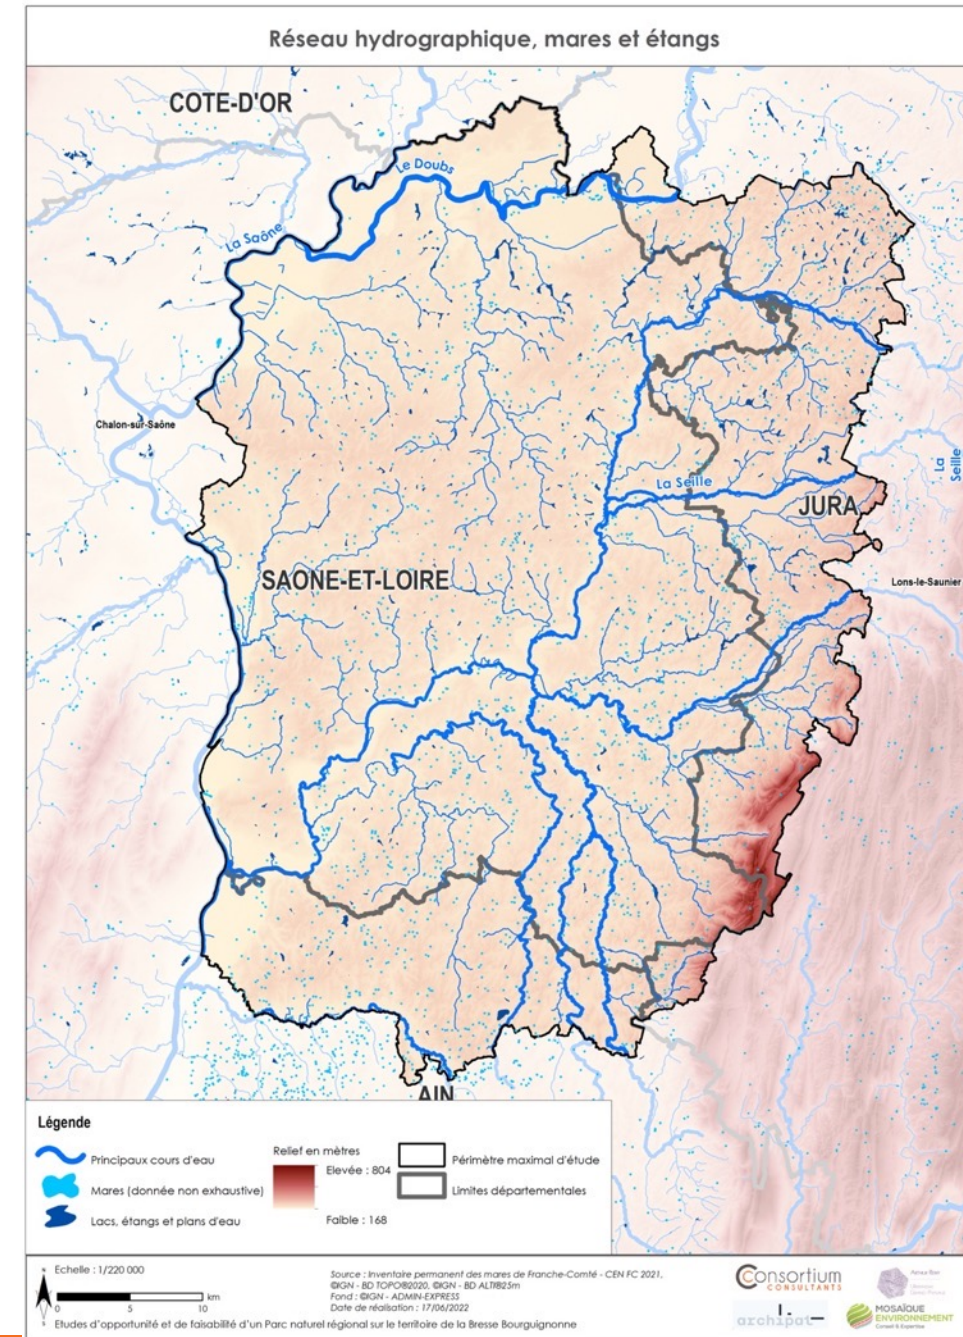 Réseau hydrographique, mares et étangs
COTE-D'OR
Le Doubs
La Saône
Chalon-sur-Saône
La Seille
La
Seille
JURA
SAONE-ET-LOIRE
Lons-le-Saunier
AIN
Légende
Principaux cours d'eau
Mares (donnée non exhaustive)
Lacs, étangs et plans d'eau
Relief en mètres
Elevée : 804
Faible : 168
Périmètre maximal d'étude
Limites départementales
N
S
Echelle : 1/220 000
0 5 10 km
Source : Inventaire permanent des mares de Franche-Comté - CEN FC 2021,
©IGN - BD TOPO®2020, ©IGN - BD ALTI®25m
Fond : ©IGN - ADMIN-EXPRESS
Date de réalisation : 17/06/2022
Etudes d'opportunité et de faisabilité d'un Parc naturel régional sur le territoire de la Bresse Bourguignonne
Consortium
CONSULTANTS
archipat
MOSAÏQUE
ENVIRONNEMENT
Conseil & Expertise